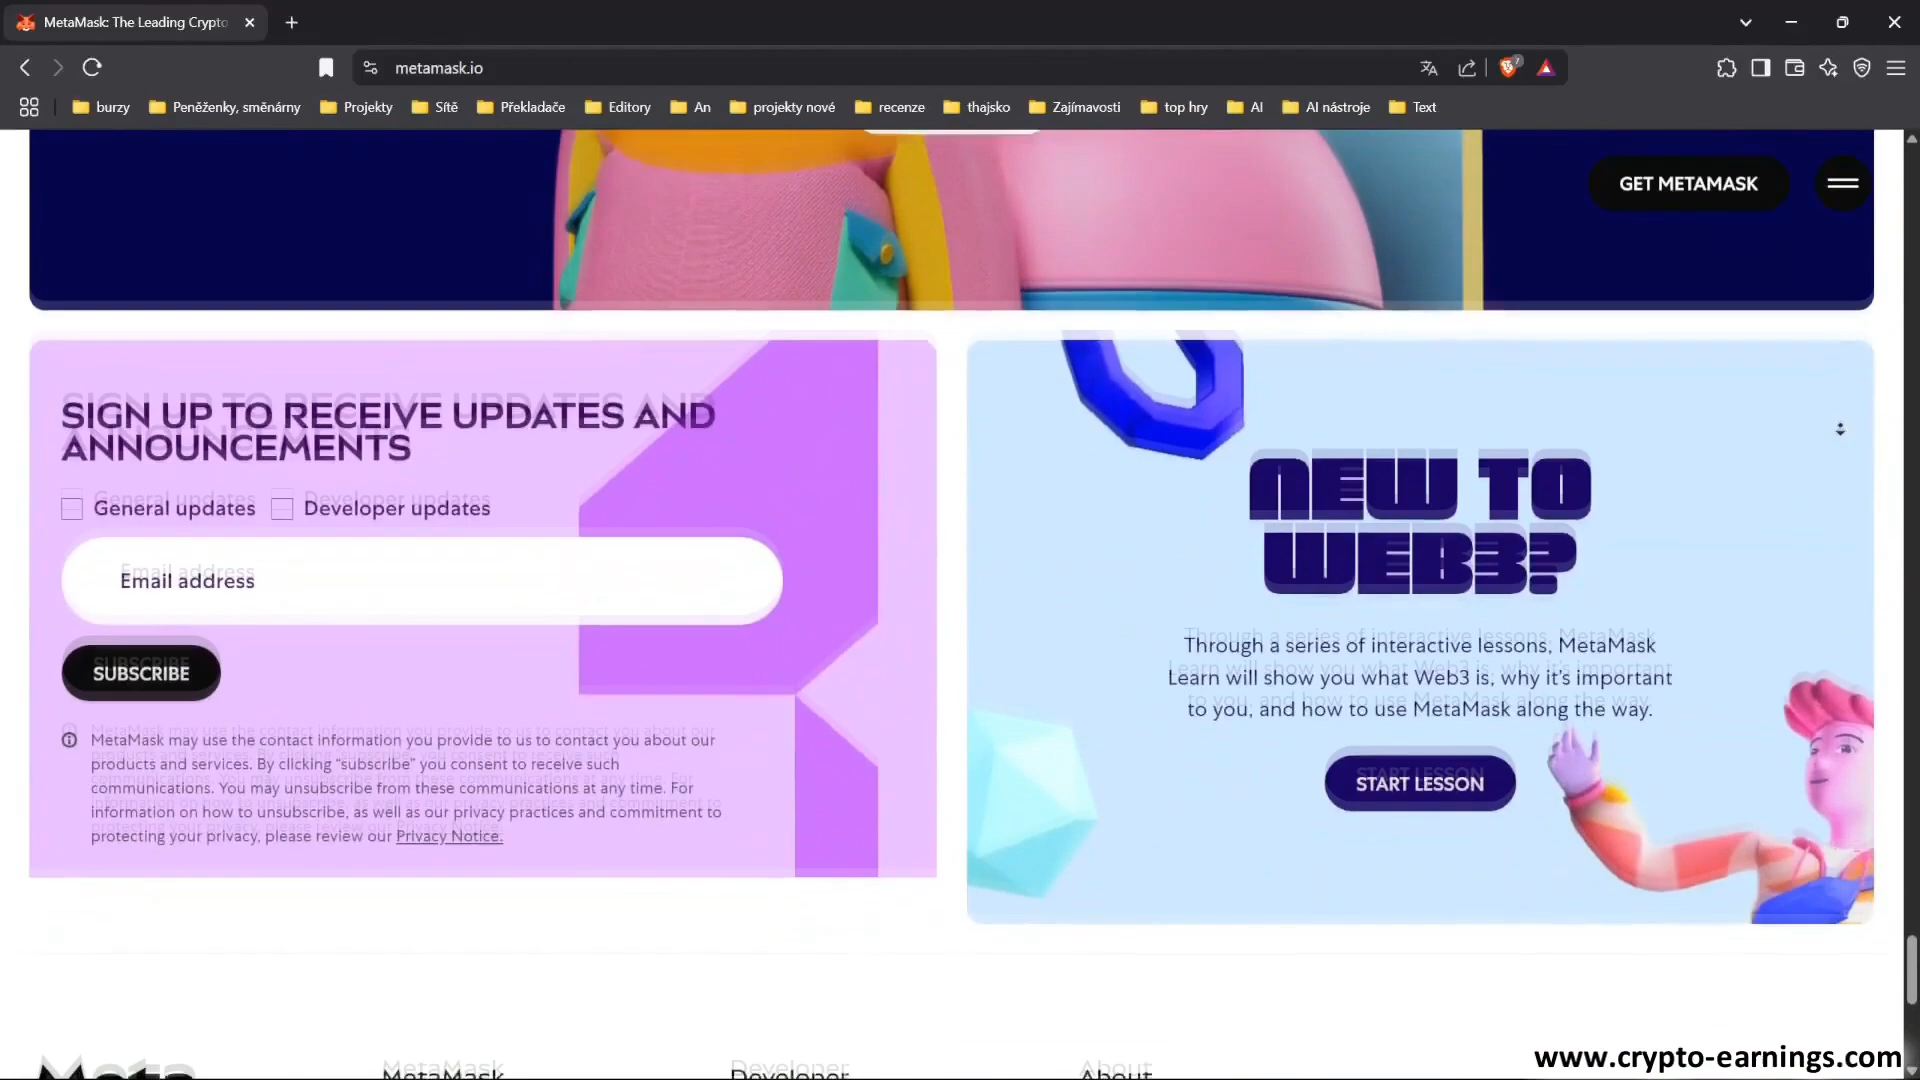 MetaMask: The Leading Crypto
metamask.io
7
burzy
Peněženky, směnárny
Projekty
Sítě
Překladače
Editory
An
projekty nové
recenze
thajsko
Zajímavosti
top hry
AI
AI nástroje
Text
GET METAMASK
SIGN UP TO RECEIVE UPDATES AND
ANNOUNCEMENTS
General updates
Developer updates
Email address
SUBSCRIBE
MetaMask may use the contact information you provide to us to contact you about our
products and services. By clicking “subscribe” you consent to receive such
communications. You may unsubscribe from these communications at any time. For
information on how to unsubscribe, as well as our privacy practices and commitment to
protecting your privacy, please review our Privacy Notice.
NEW TO
WEB3?
Through a series of interactive lessons, MetaMask
Learn will show you what Web3 is, why it’s important
to you, and how to use MetaMask along the way.
START LESSON
Meta
MetaMask
Developer
About
www.crypto-earnings.com